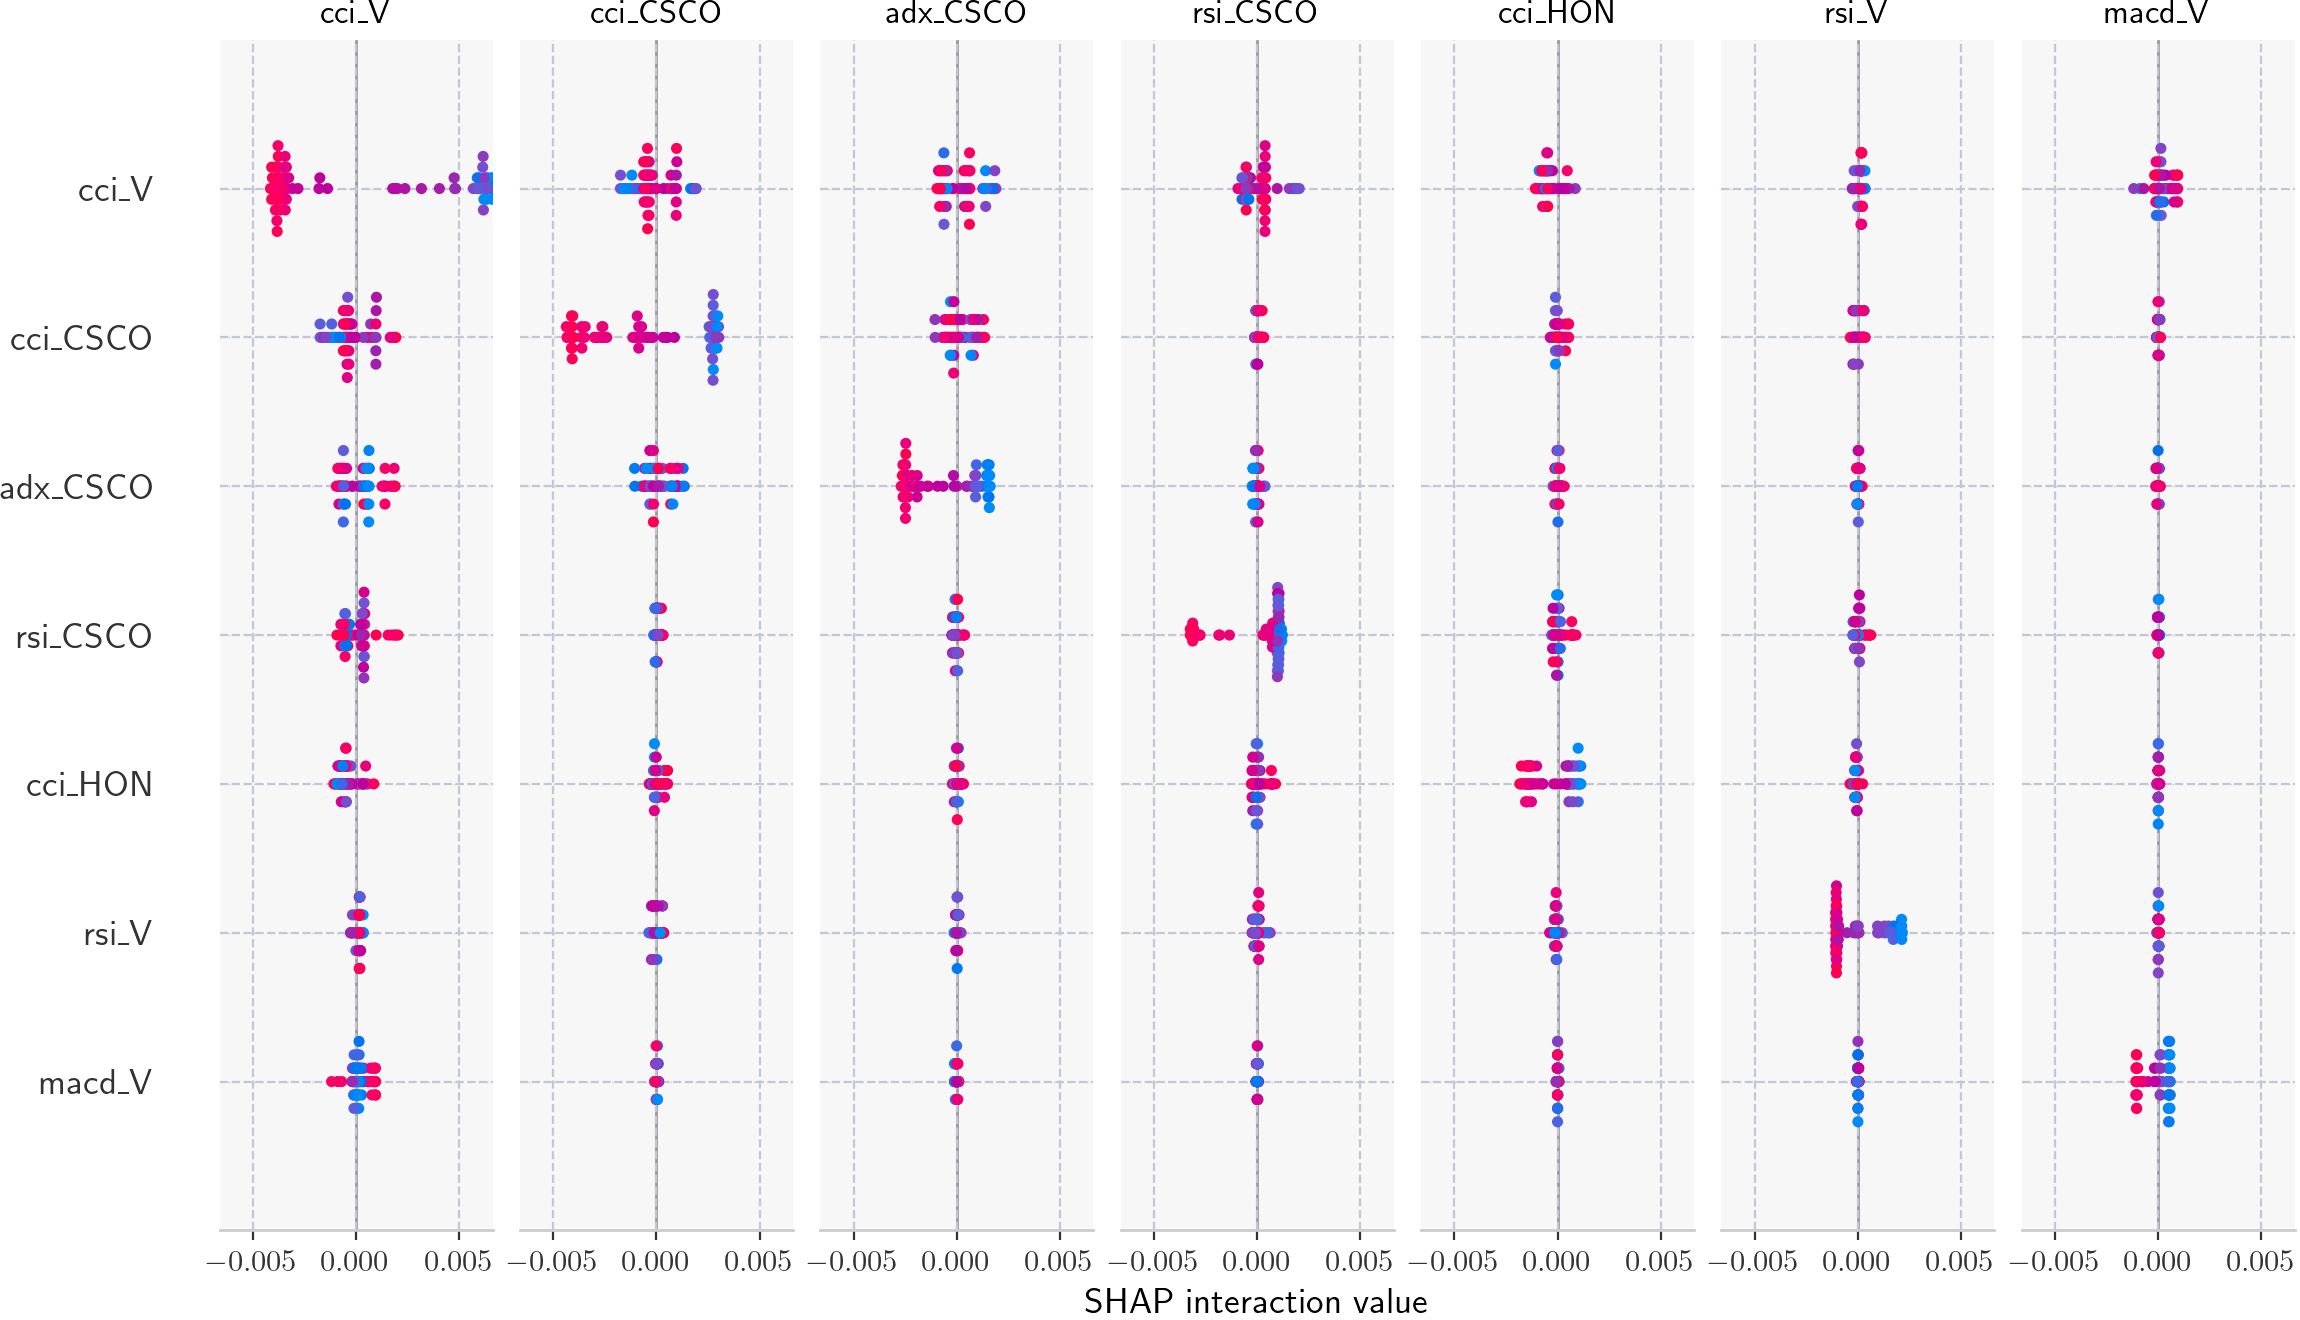 cci_V cci_CSCO adx_CSCO rsi_CSCO cci_HON rsi_V macd_V
cci_V
cci_CSCO
adx_CSCO
rsi_CSCO
cci_HON
rsi_V
macd_V
−0.005 0.000 0.005 −0.005 0.000 0.005 −0.005 0.000 0.005 −0.005 0.000 0.005 −0.005 0.000 0.005 −0.005 0.000 0.005 −0.005 0.000 0.005
SHAP interaction value